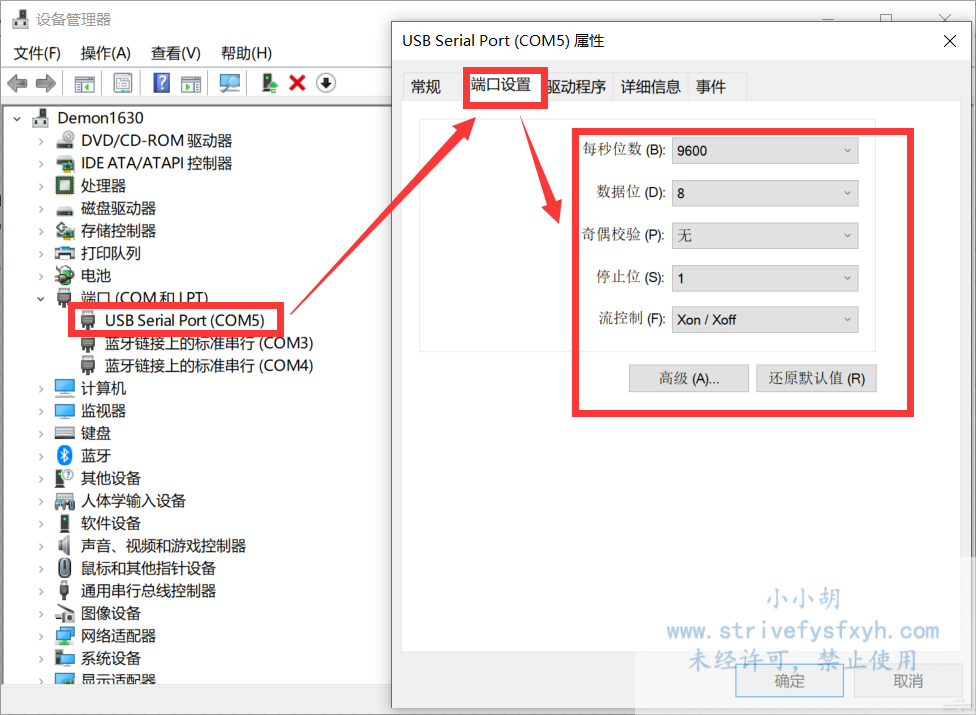 设备管理器
文件(F) 操作(A) 查看(V) 帮助(H)
Demon1630
DVD/CD-ROM 驱动器
IDE ATA/ATAPI 控制器
处理器
磁盘驱动器
存储控制器
打印队列
电池
端口 (COM 和 LPT)
USB Serial Port (COM5)
蓝牙链接上的标准串行 (COM3)
蓝牙链接上的标准串行 (COM4)
计算机
监视器
键盘
蓝牙
其他设备
人体学输入设备
软件设备
声音、视频和游戏控制器
鼠标和其他指针设备
通用串行总线控制器
图像设备
网络适配器
系统设备
显示适配器
USB Serial Port (COM5) 属性
常规 端口设置 驱动程序 详细信息 事件
每秒位数 (B): 9600
数据位 (D): 8
奇偶校验 (P): 无
停止位 (S): 1
流控制 (F): Xon / Xoff
高级 (A)... 还原默认值 (R)
小小胡
www.strivefysfxyh.com
未经许可，禁止使用
确定 取消